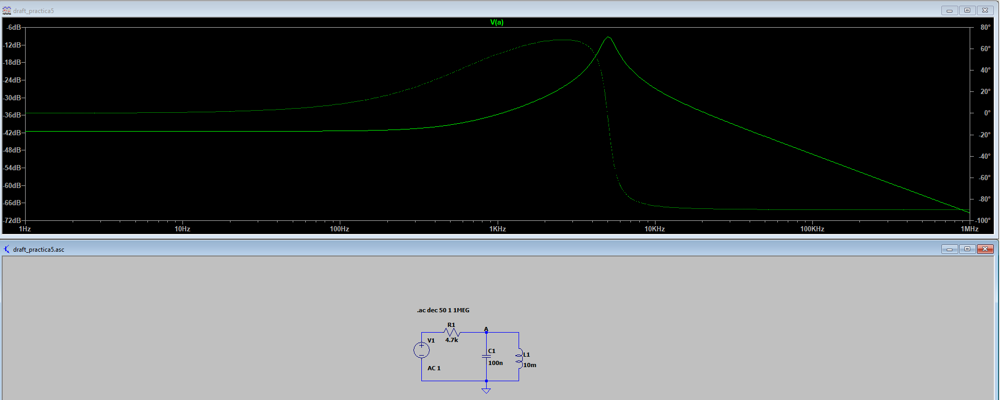 draft_practica5
V(a)
-6dB
-12dB
-18dB
-24dB
-30dB
-36dB
-42dB
-48dB
-54dB
-60dB
-66dB
-72dB
80°
60°
40°
20°
0°
-20°
-40°
-60°
-80°
-100°
1Hz 10Hz 100Hz 1KHz 10KHz 100KHz 1MHz
draft_practica5.asc
.ac dec 50 1 1MEG
R1
4.7k
A
V1
AC 1
C1
100n
L1
10m